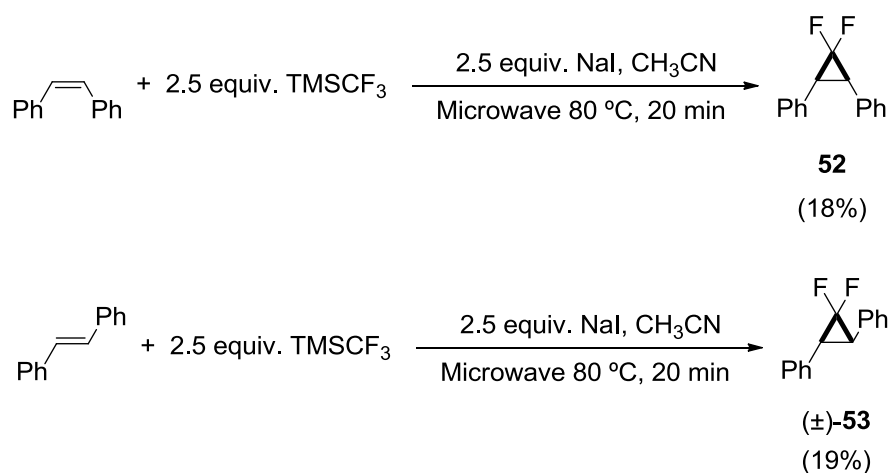 Ph Ph + 2.5 equiv. TMSCF₃
2.5 equiv. NaI, CH₃CN
Microwave 80 ºC, 20 min
F F
Ph Ph
52
(18%)
Ph
Ph + 2.5 equiv. TMSCF₃
2.5 equiv. NaI, CH₃CN
Microwave 80 ºC, 20 min
F F
Ph
Ph
(±)-53
(19%)